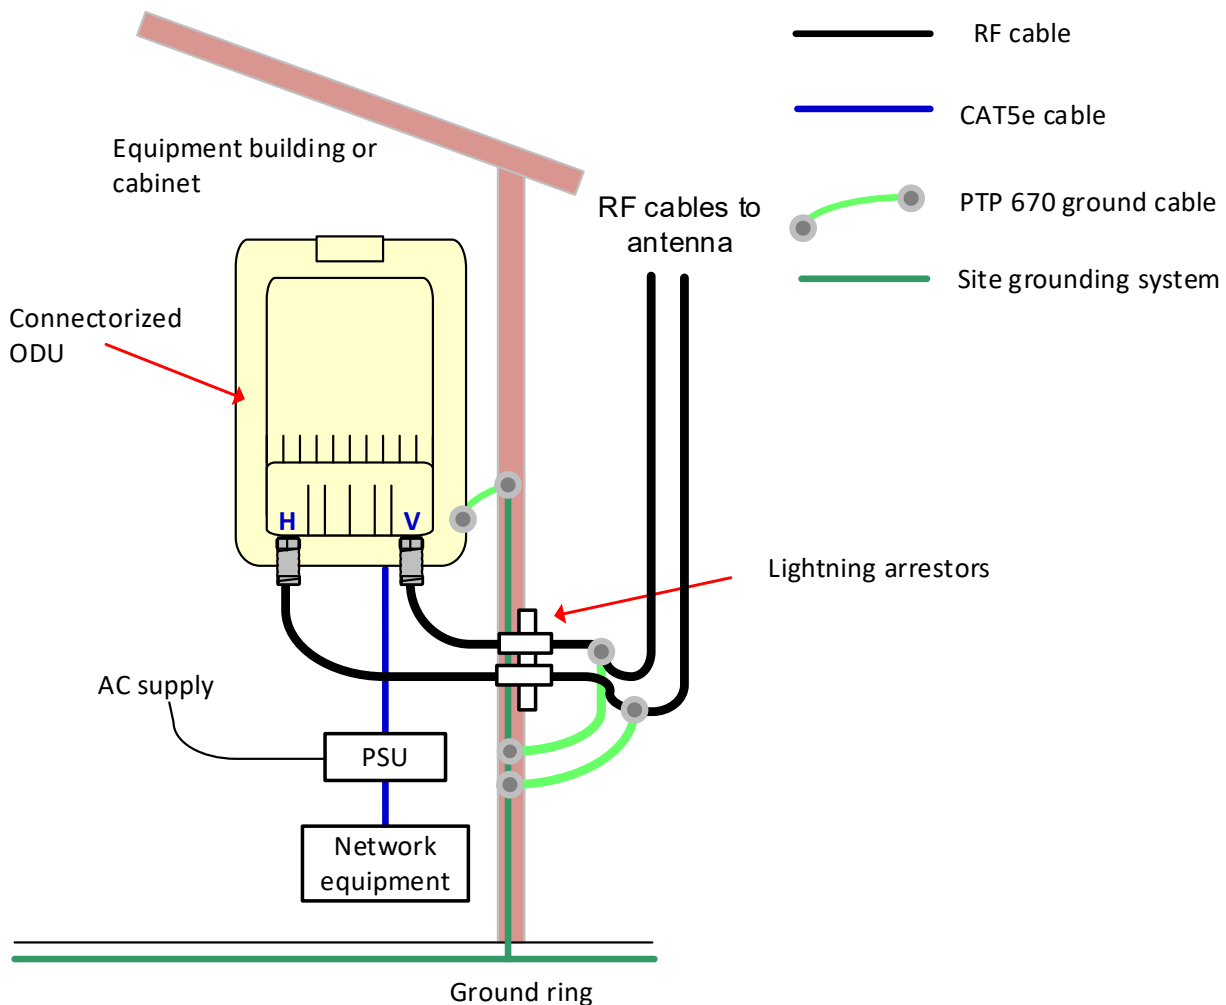 RF cable
CAT5e cable
Equipment building or
cabinet
PTP 670 ground cable
RF cables to
antenna
Site grounding system
Connectorized
ODU
H
V
Lightning arrestors
AC supply
PSU
Network
equipment
Ground ring